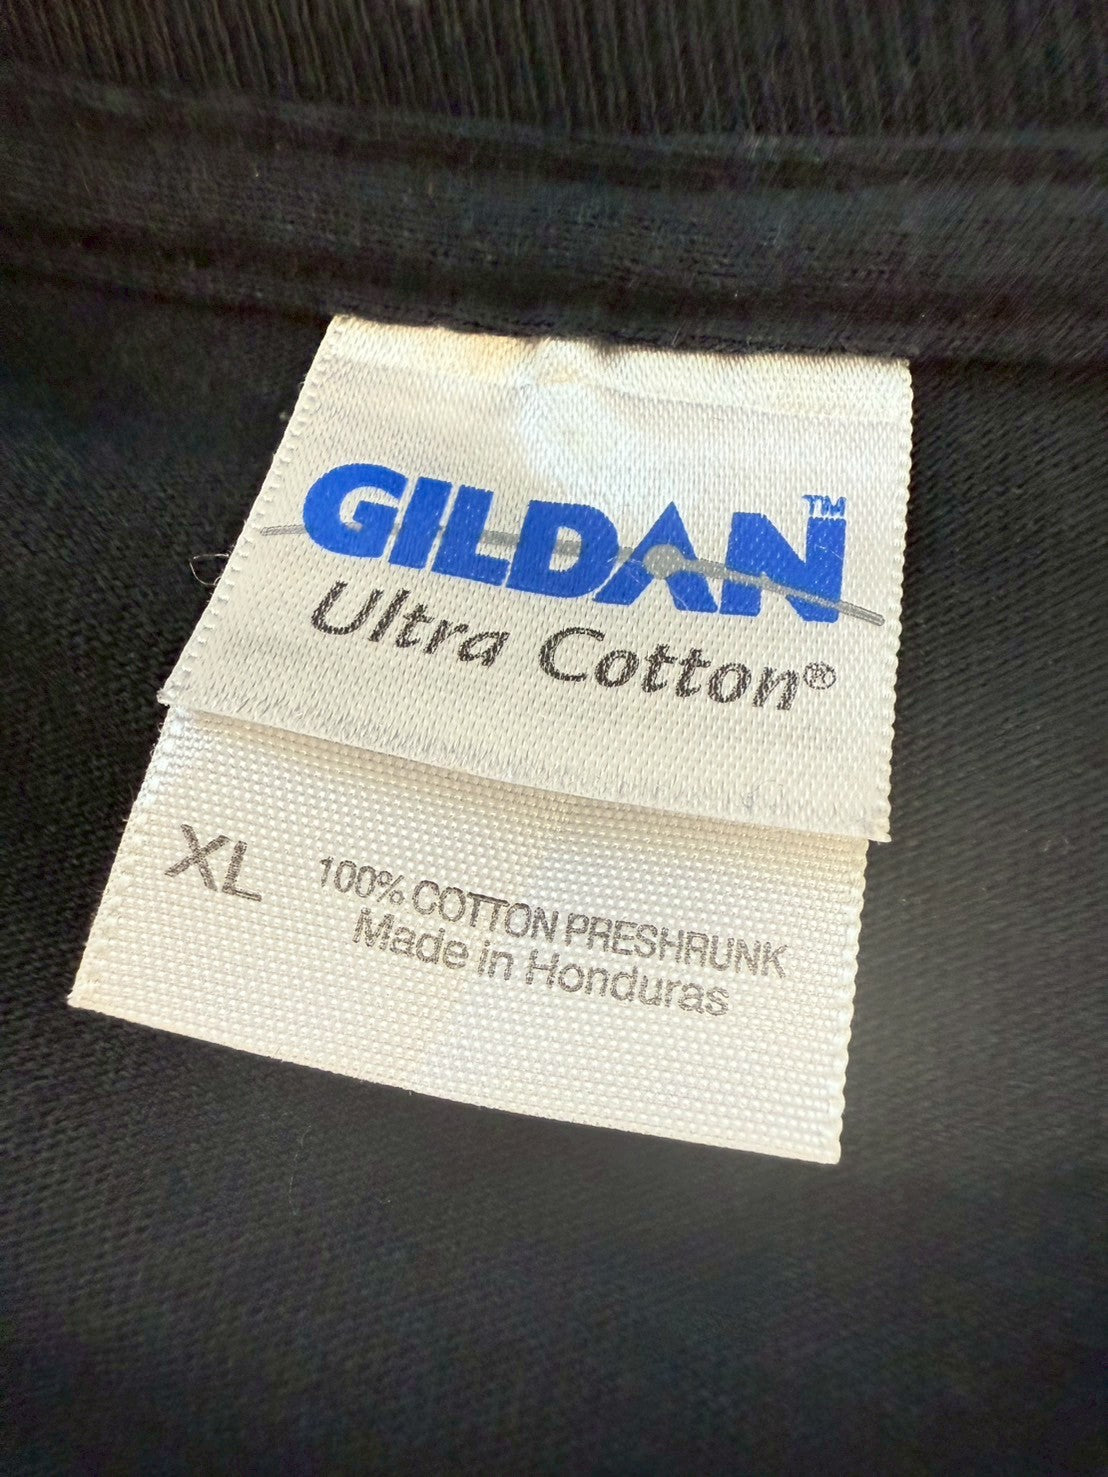 GILDAN™
Ultra Cotton®
XL
100% COTTON PRESHRUNK
Made in Honduras